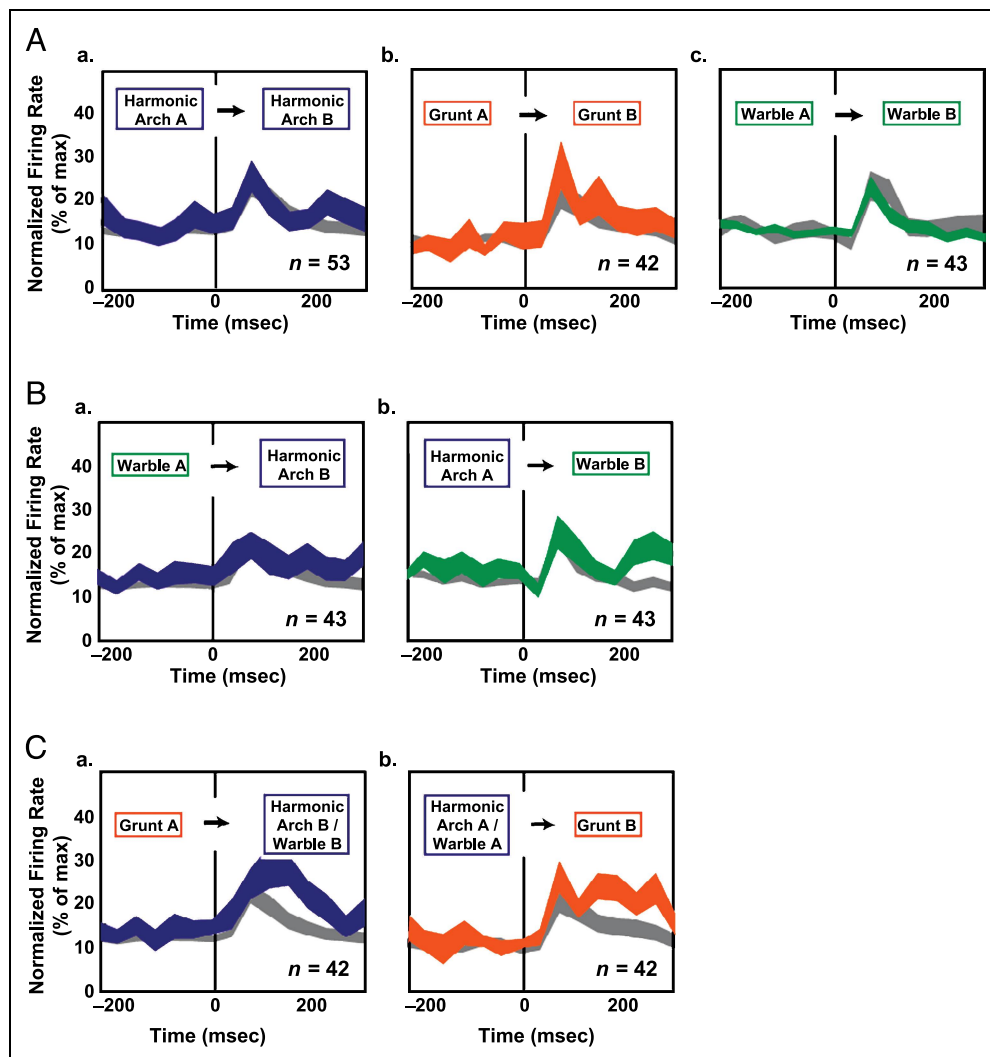 A
a.
b.
c.
Normalized Firing Rate
(% of max)
40
30
20
10
0
Harmonic
Arch A
Harmonic
Arch B
n = 53
–200
0
200
Time (msec)
Grunt A
Grunt B
n = 42
–200
0
200
Time (msec)
Warble A
Warble B
n = 43
–200
0
200
Time (msec)
B
a.
b.
Normalized Firing Rate
(% of max)
40
30
20
10
0
Warble A
Harmonic
Arch B
n = 43
–200
0
200
Time (msec)
Harmonic
Arch A
Warble B
n = 43
–200
0
200
Time (msec)
C
a.
b.
Normalized Firing Rate
(% of max)
40
30
20
10
0
Grunt A
Harmonic
Arch B /
Warble B
n = 42
–200
0
200
Time (msec)
Harmonic
Arch A /
Warble A
Grunt B
n = 42
–200
0
200
Time (msec)